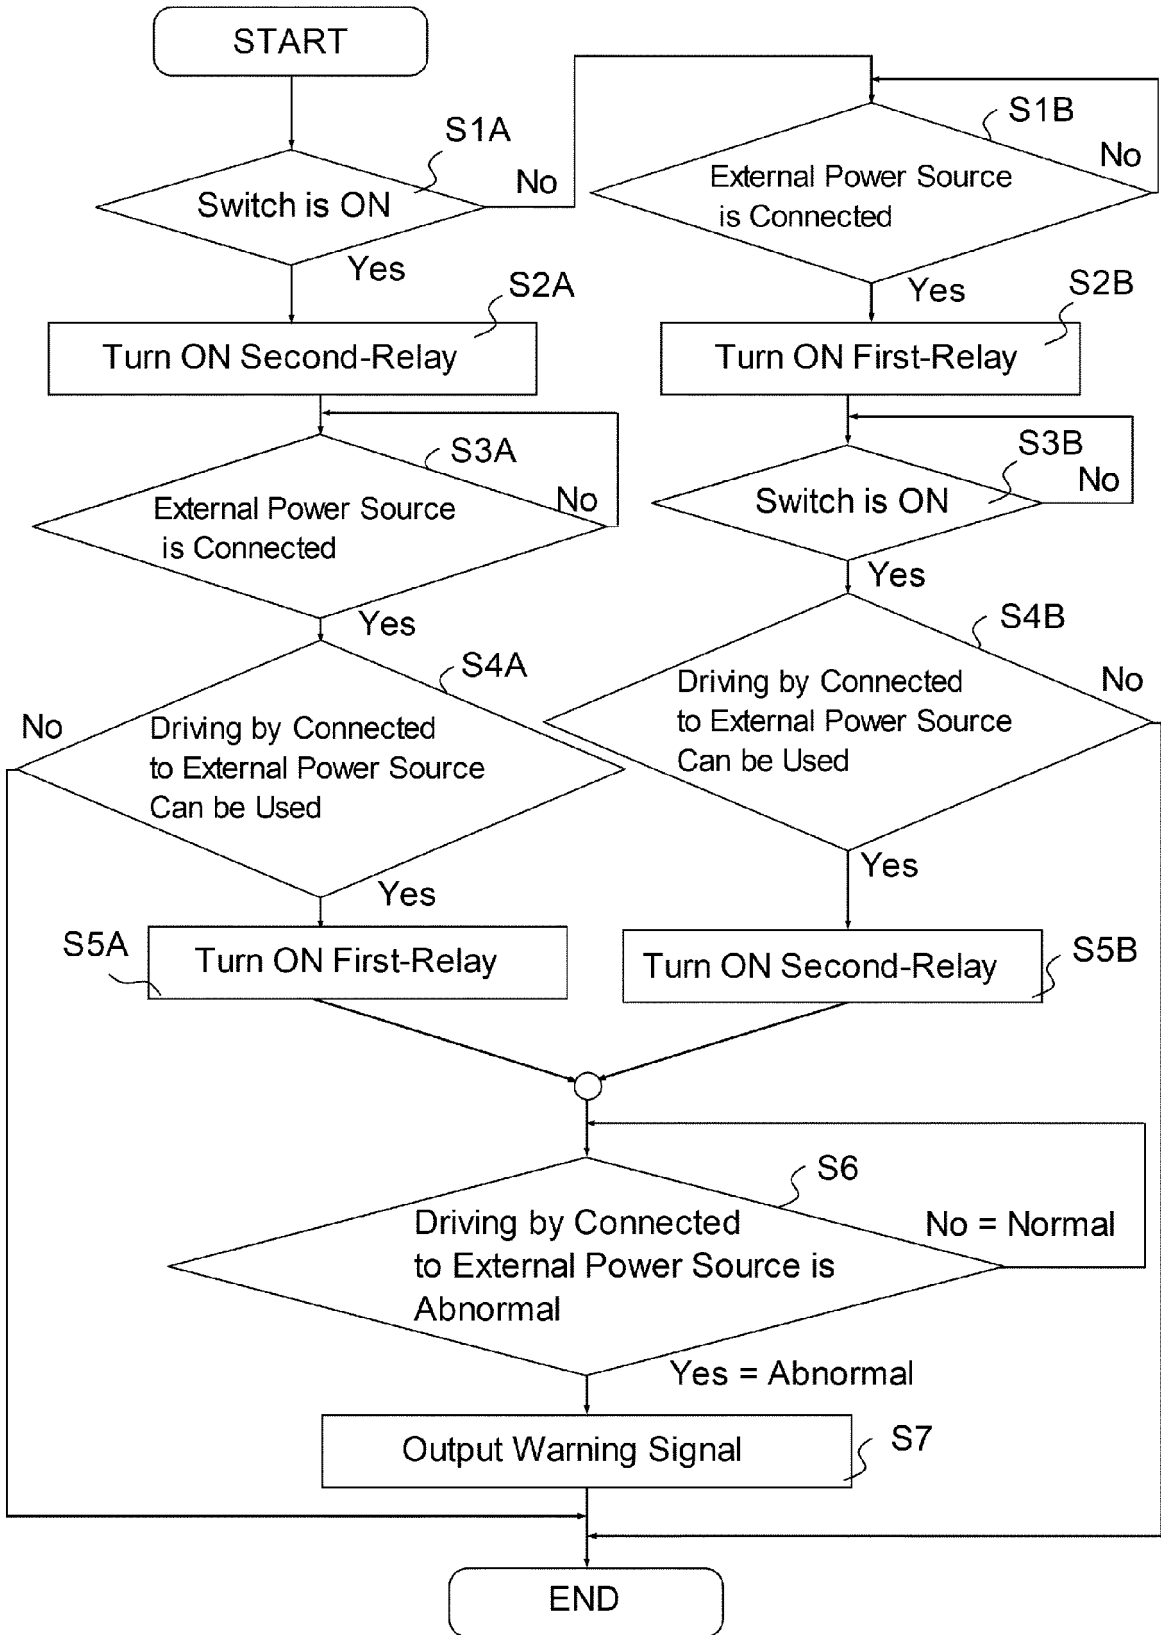 START
S1A
Switch is ON
No
Yes
S1B
External Power Source
is Connected
No
Yes
S2A
Turn ON Second-Relay
S2B
Turn ON First-Relay
S3A
External Power Source
is Connected
No
Yes
S3B
Switch is ON
No
Yes
S4A
No
Driving by Connected
to External Power Source
Can be Used
Yes
S4B
No
Driving by Connected
to External Power Source
Can be Used
Yes
S5A
Turn ON First-Relay
S5B
Turn ON Second-Relay
S6
Driving by Connected
to External Power Source is
Abnormal
No = Normal
Yes = Abnormal
S7
Output Warning Signal
END